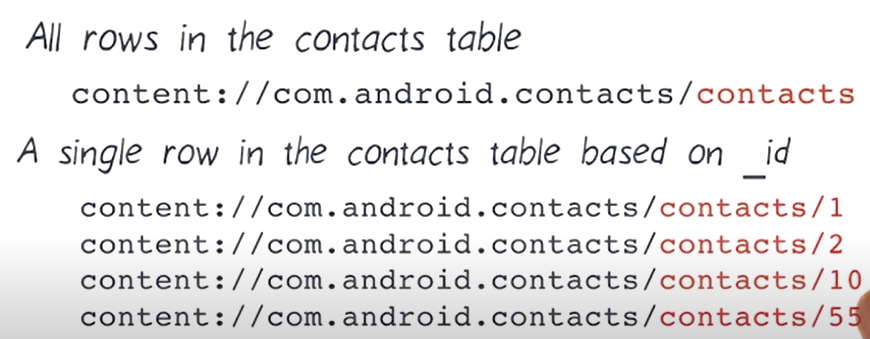 All rows in the contacts table
content://com.android.contacts/contacts
A single row in the contacts table based on _id
content://com.android.contacts/contacts/1
content://com.android.contacts/contacts/2
content://com.android.contacts/contacts/10
content://com.android.contacts/contacts/55